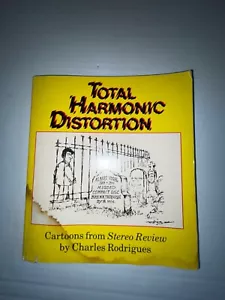 TOTAL
HARMONIC
DISTORTION
Cartoons from Stereo Review
by Charles Rodrigues